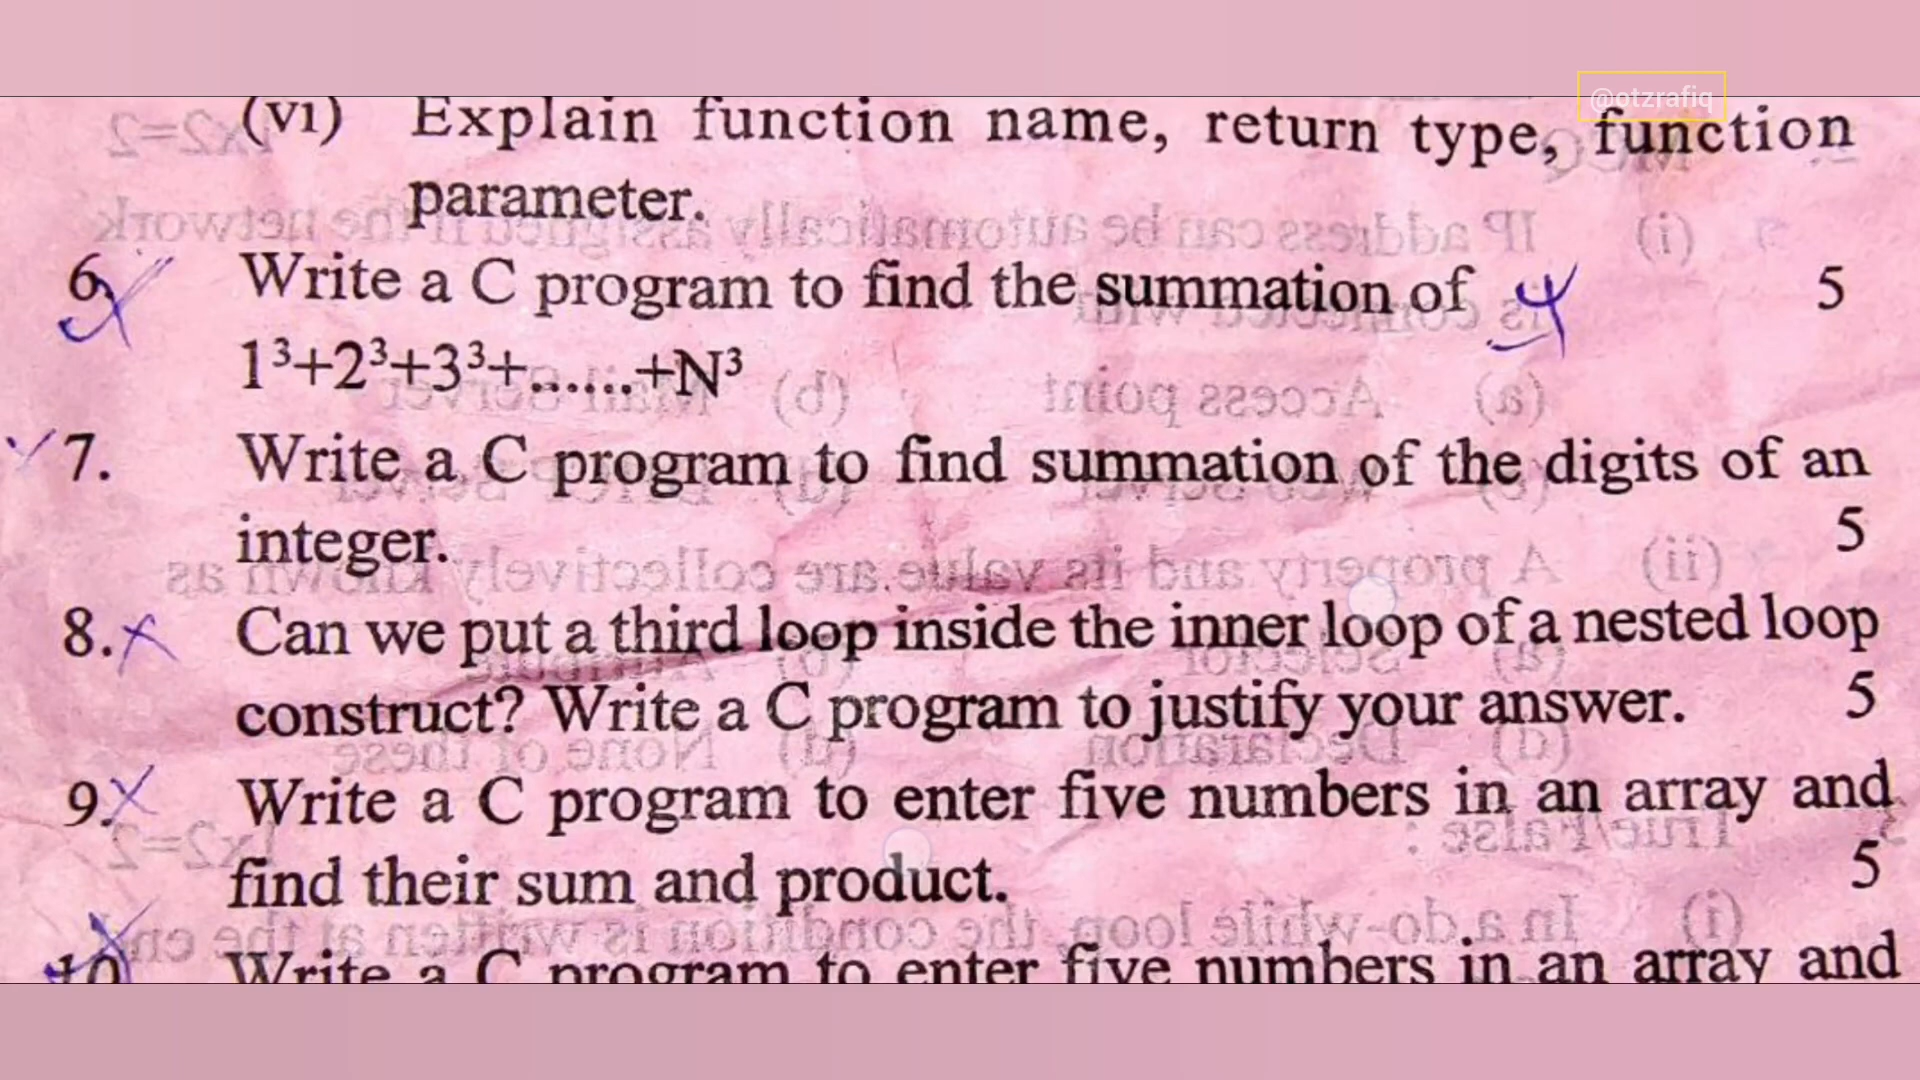 @otzrafiq
(vi) Explain function name, return type, function
parameter.
6. Write a C program to find the summation of 5
1³+2³+3³+......+N³
7. Write a C program to find summation of the digits of an
integer. 5
8. Can we put a third loop inside the inner loop of a nested loop
construct? Write a C program to justify your answer. 5
9. Write a C program to enter five numbers in an array and
find their sum and product. 5
10 Write a C program to enter five numbers in an array and